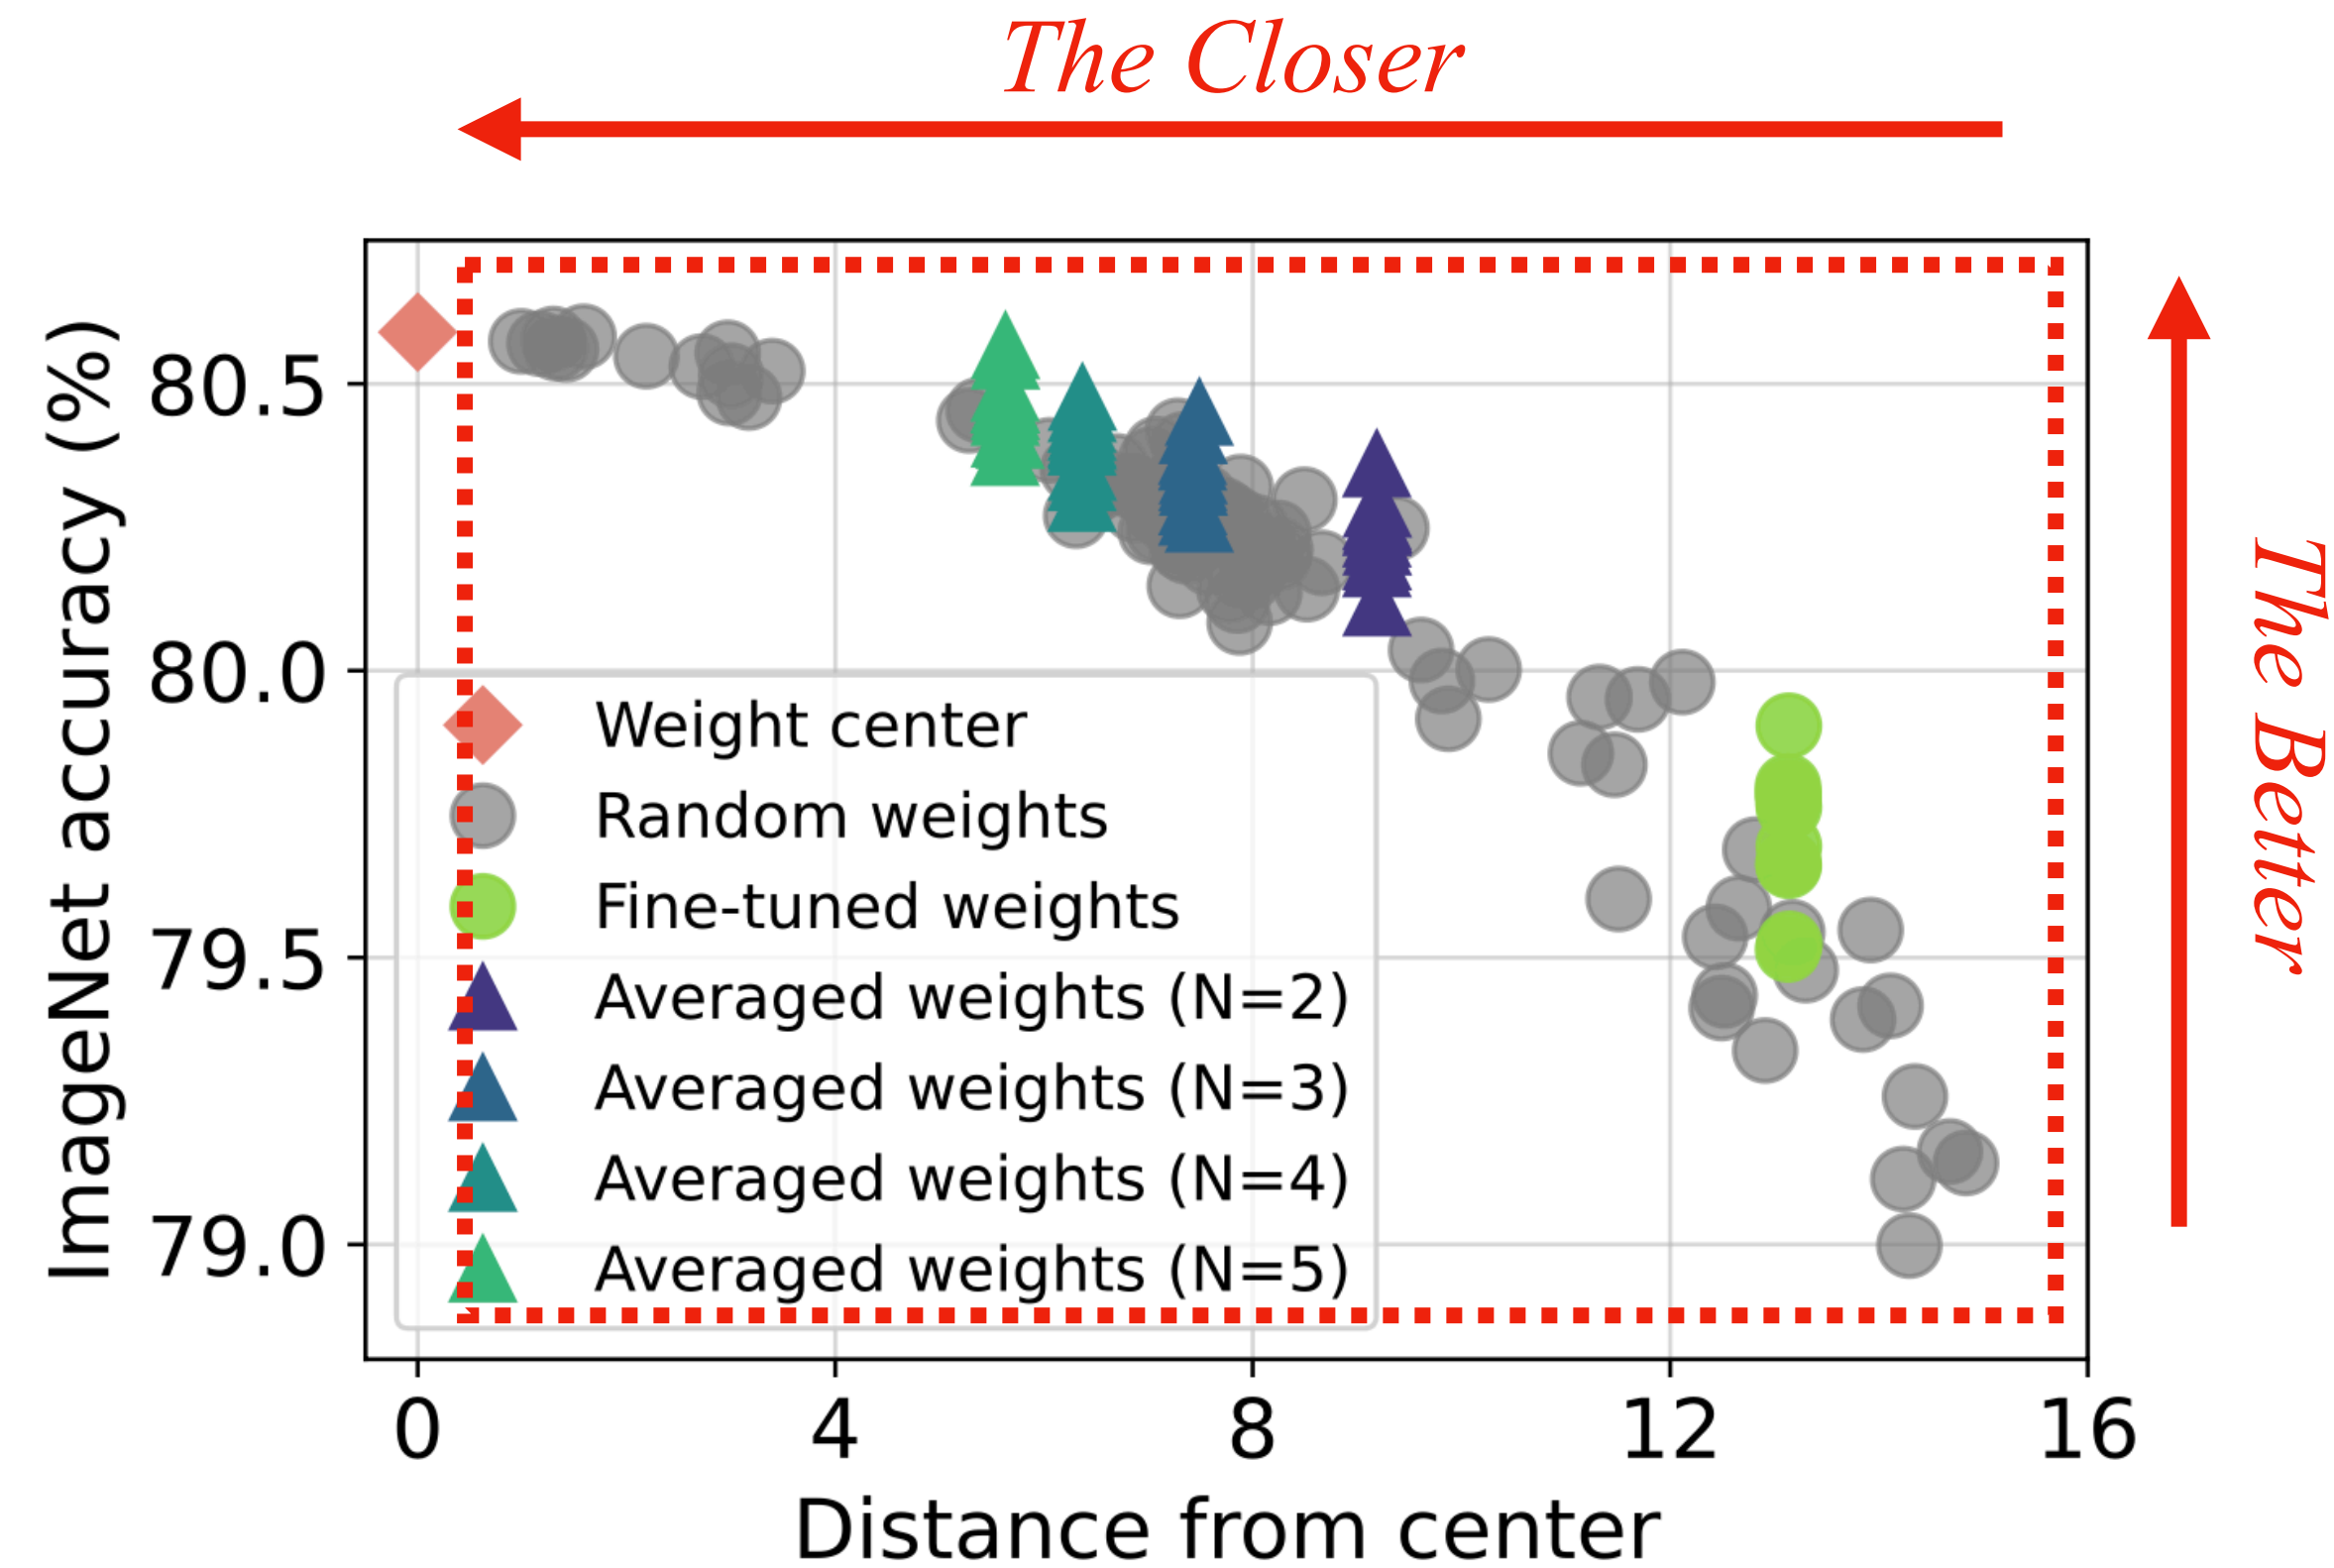 The Closer
The Better
ImageNet accuracy (%)
80.5
80.0
79.5
79.0
Weight center
Random weights
Fine-tuned weights
Averaged weights (N=2)
Averaged weights (N=3)
Averaged weights (N=4)
Averaged weights (N=5)
0 4 8 12 16
Distance from center